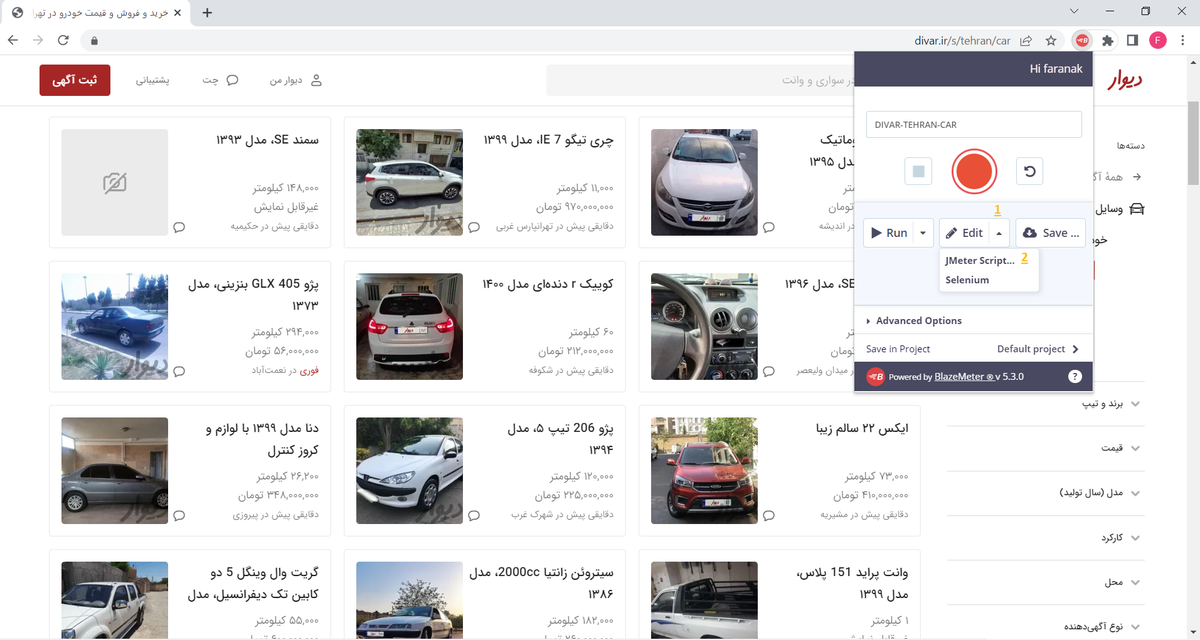 خرید و فروش و قیمت خودرو در تهرا
divar.ir/s/tehran/car
F
ثبت آگهی
پشتیبانی
چت
دیوار من
در سواری و وانت
دیوار
Hi faranak
DIVAR-TEHRAN-CAR
1
Run
Edit
Save ...
JMeter Script...
2
Selenium
Advanced Options
Save in Project
Default project
Powered by BlazeMeter ® v 5.3.0
?
دسته‌ها
همهٔ آگ
وسایل
خود
برند و تیپ
قیمت
مدل (سال تولید)
کارکرد
محل
نوع آگهی‌دهنده
وماتیک
مدل ۱۳۹۵
متر
تومان
در اندیشه
چری تیگو 7 IE، مدل ۱۳۹۹
۱۱,۰۰۰ کیلومتر
۹۷۰,۰۰۰,۰۰۰ تومان
دقایقی پیش در تهرانپارس غربی
سمند SE، مدل ۱۳۹۳
۱۴۸,۰۰۰ کیلومتر
غیرقابل نمایش
دقایقی پیش در حکیمیه
SE، مدل ۱۳۹۶
تر
ومان
ر میدان ولیعصر
کوییک r دنده‌ای مدل ۱۴۰۰
۶۰ کیلومتر
۲۱۲,۰۰۰,۰۰۰ تومان
دقایقی پیش در شکوفه
پژو 405 GLX بنزینی، مدل
۱۳۷۳
۲۹۴,۰۰۰ کیلومتر
۵۶,۰۰۰,۰۰۰ تومان
فوری در نعمت‌آباد
ایکس ۲۲ سالم زیبا
۷۳,۰۰۰ کیلومتر
۴۱۰,۰۰۰,۰۰۰ تومان
دقایقی پیش در مشیریه
پژو 206 تیپ ۵، مدل
۱۳۹۴
۱۲۰,۰۰۰ کیلومتر
۲۲۵,۰۰۰,۰۰۰ تومان
دقایقی پیش در شهرک غرب
دنا مدل ۱۳۹۹ با لوازم و
کروز کنترل
۲۶,۲۰۰ کیلومتر
۳۴۸,۰۰۰,۰۰۰ تومان
دقایقی پیش در پیروزی
وانت پراید 151 پلاس،
مدل ۱۳۹۹
۱ کیلومتر
سیتروئن زانتیا 2000cc، مدل
۱۳۸۶
۱۸۲,۰۰۰ کیلومتر
گریت وال وینگل 5 دو
کابین تک دیفرانسیل، مدل
۵۵,۰۰۰ کیلومتر